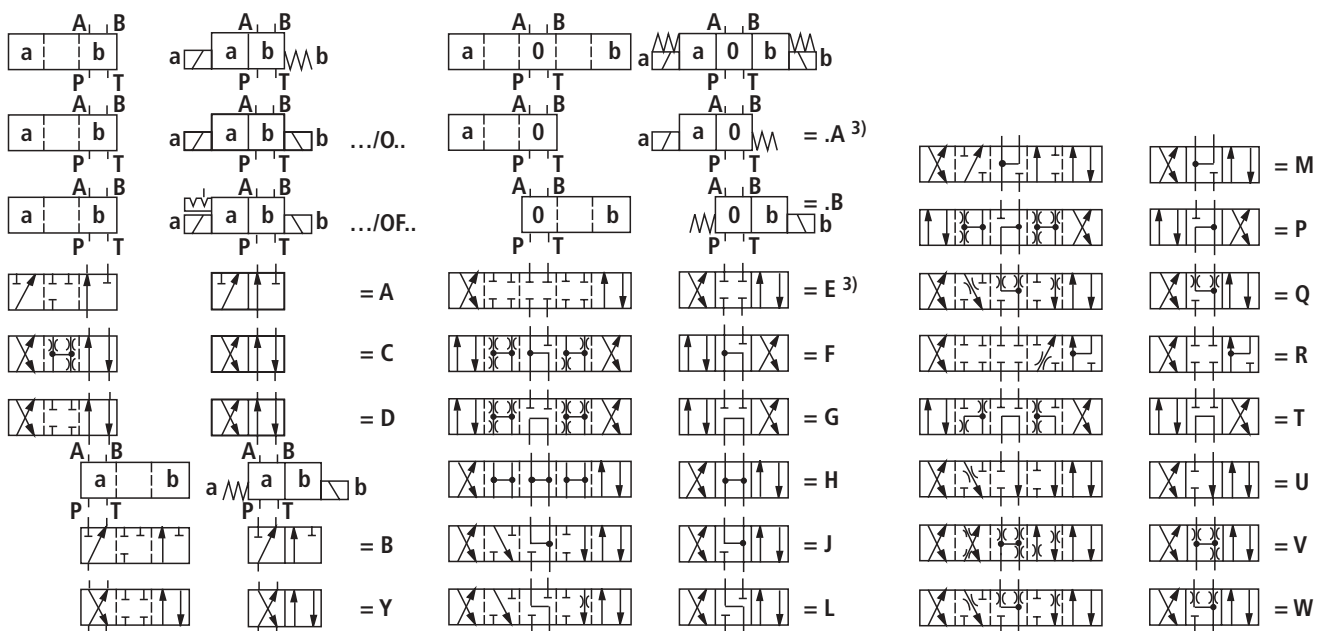 A B A B A B A B
a b a a b b a 0 a a 0 b b
P T P T P T P T
A B A B A B A B
a b a a b b .../O.. a 0 a a 0 = .A 3)
P T P T P T P T
A B A B A B A B
a b a a b b .../OF.. 0 b 0 b b = .B
P T P T P T P T
= M
= P
= A = E 3) = Q
= C = F = R
= D = G = T
A B A B
a b a a b b = H = U
P T P T
= B = J = V
= Y = L = W